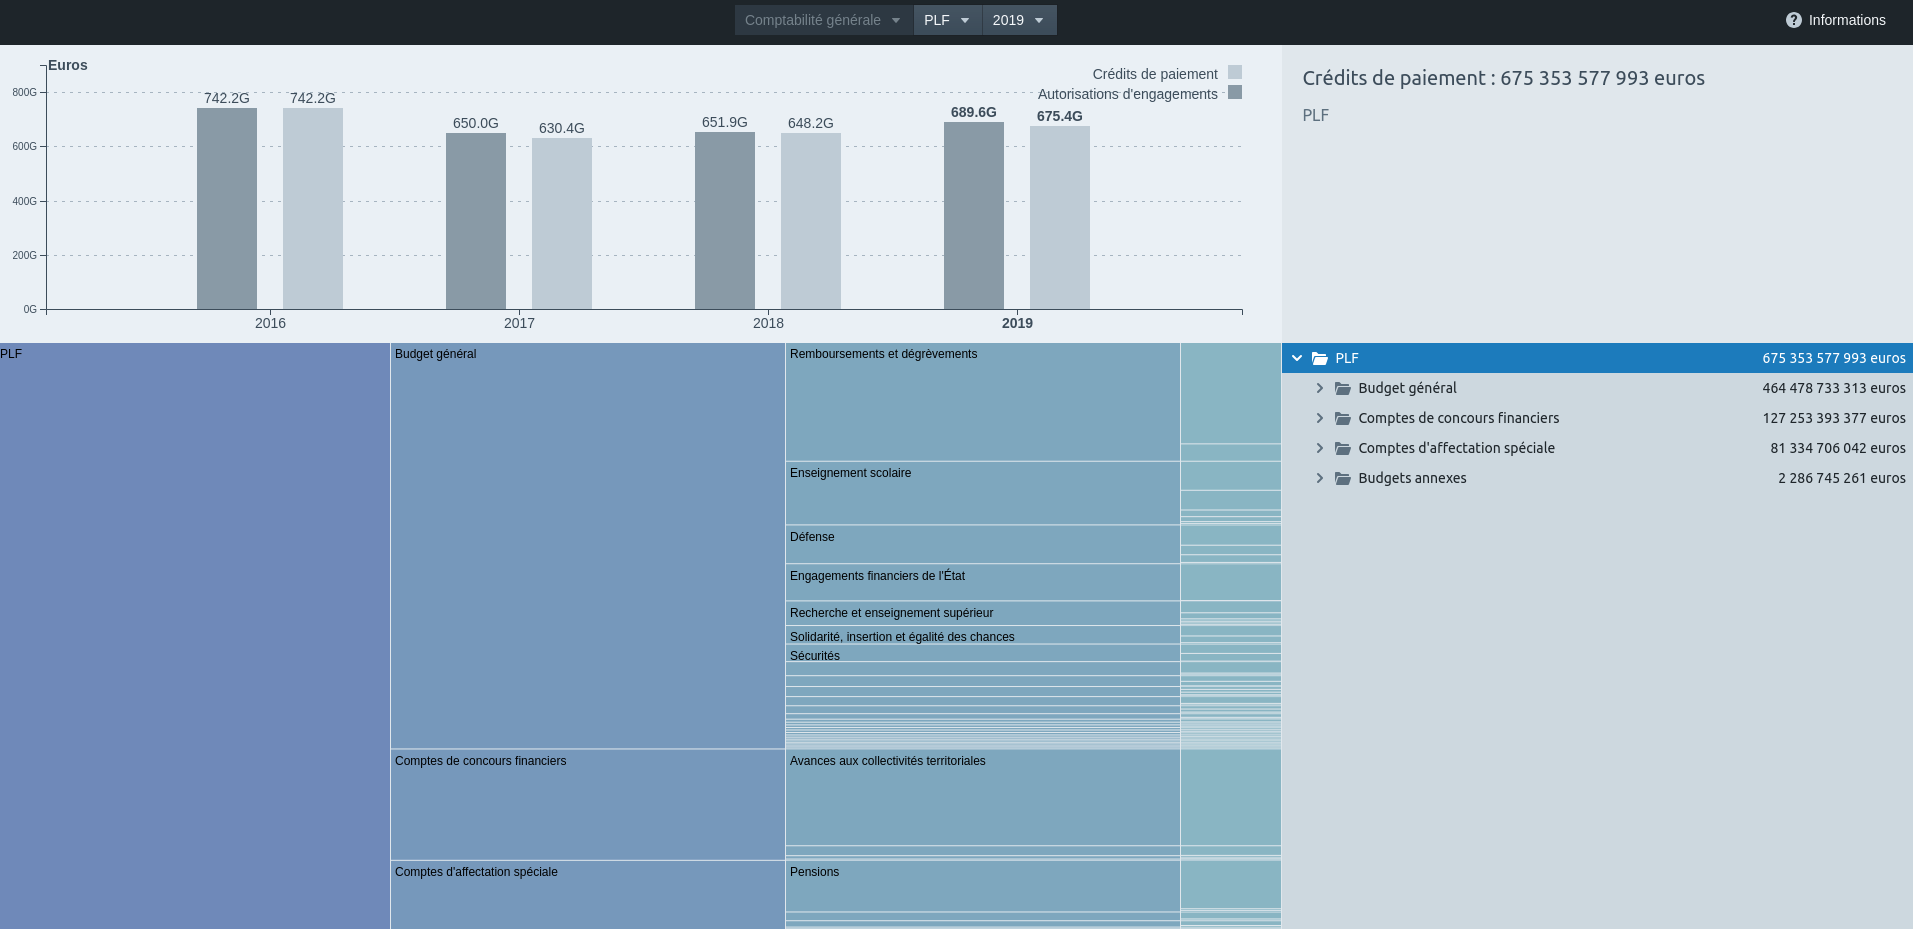 Comptabilité générale PLF 2019
Informations
Euros
Crédits de paiement
Autorisations d'engagements
800G
600G
400G
200G
0G
742.2G 742.2G
650.0G 630.4G
651.9G 648.2G
689.6G 675.4G
2016 2017 2018 2019
Crédits de paiement : 675 353 577 993 euros
PLF
PLF
Budget général
Comptes de concours financiers
Comptes d'affectation spéciale
Remboursements et dégrèvements
Enseignement scolaire
Défense
Engagements financiers de l'État
Recherche et enseignement supérieur
Solidarité, insertion et égalité des chances
Sécurités
Avances aux collectivités territoriales
Pensions
PLF 675 353 577 993 euros
Budget général 464 478 733 313 euros
Comptes de concours financiers 127 253 393 377 euros
Comptes d'affectation spéciale 81 334 706 042 euros
Budgets annexes 2 286 745 261 euros